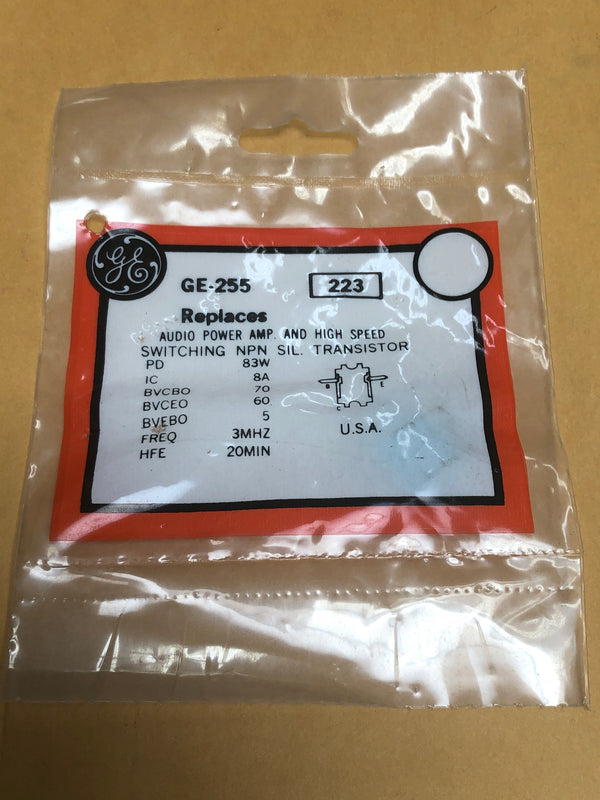 GE
GE-255 223
Replaces
AUDIO POWER AMP. AND HIGH SPEED
SWITCHING NPN SIL. TRANSISTOR
PD 83W
IC 8A
BVCBO 70
BVCEO 60
BVEBO 5
FREQ 3MHZ
HFE 20MIN
B E
C
U.S.A.